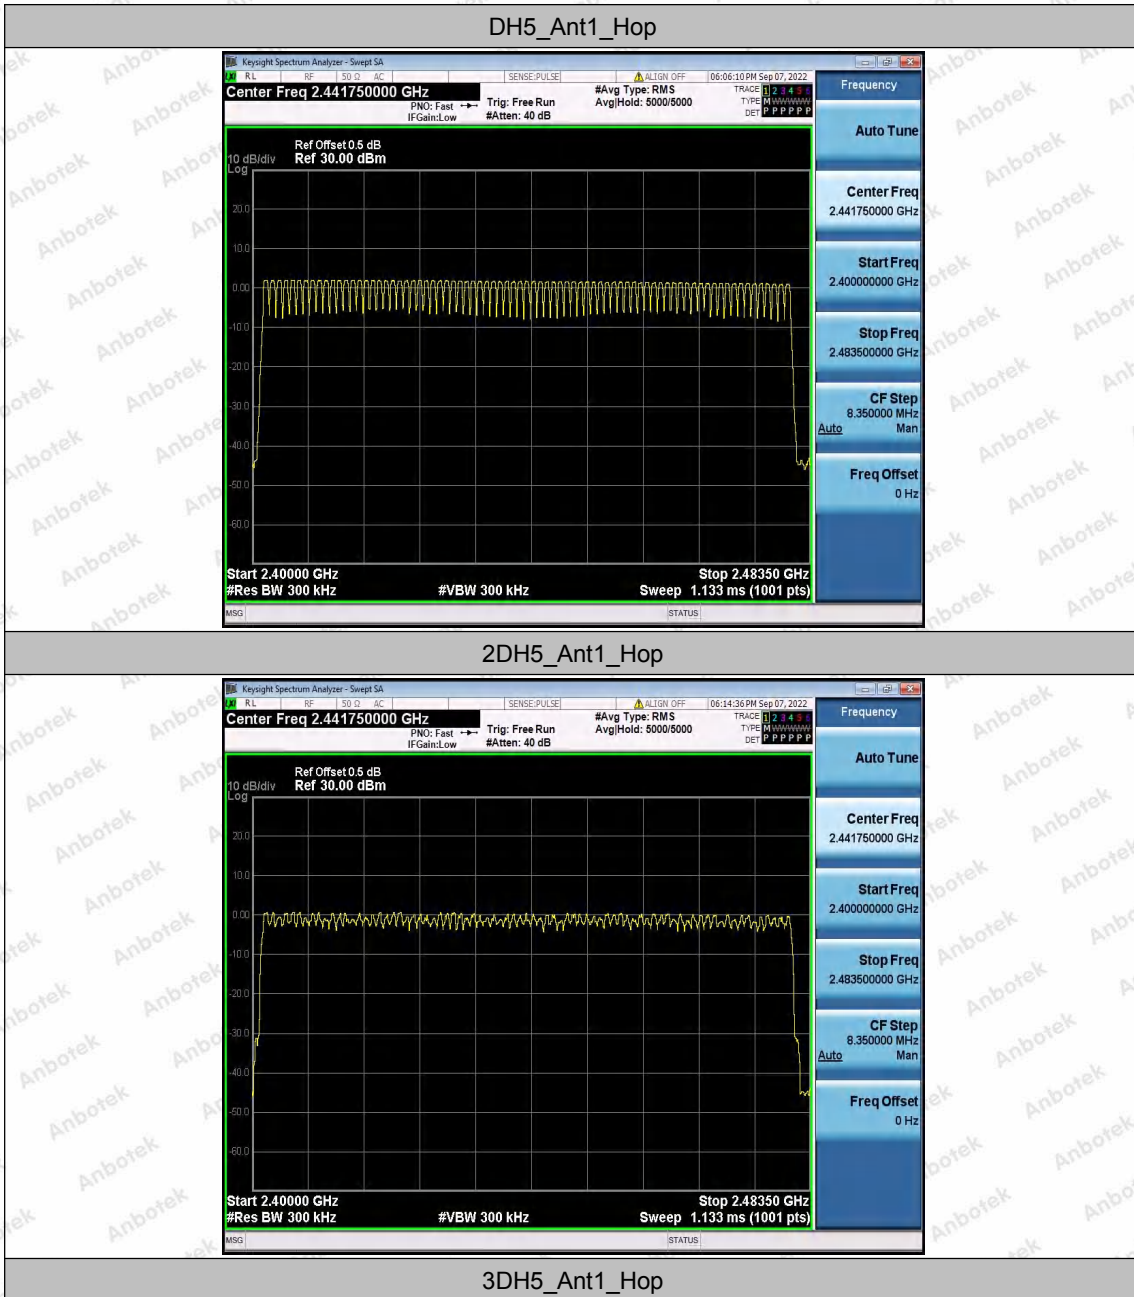 DH5_Ant1_Hop
Keysight Spectrum Analyzer - Swept SA
RL RF 50 Ω AC SENSE:PULSE ALIGN OFF 06:06:10 PM Sep 07, 2022
Center Freq 2.441750000 GHz
PNO: Fast
IFGain:Low
Trig: Free Run
#Atten: 40 dB
#Avg Type: RMS
Avg|Hold: 5000/5000
TRACE 1 2 3 4 5 6
TYPE M WWWWW
DET P P P P P P
Frequency
Auto Tune
Center Freq
2.441750000 GHz
Start Freq
2.400000000 GHz
Stop Freq
2.483500000 GHz
CF Step
8.350000 MHz
Auto Man
Freq Offset
0 Hz
Ref Offset 0.5 dB
10 dB/div Ref 30.00 dBm
Log
20.0
10.0
0.00
-10.0
-20.0
-30.0
-40.0
-50.0
-60.0
Start 2.40000 GHz Stop 2.48350 GHz
#Res BW 300 kHz #VBW 300 kHz Sweep 1.133 ms (1001 pts)
MSG STATUS
2DH5_Ant1_Hop
Keysight Spectrum Analyzer - Swept SA
RL RF 50 Ω AC SENSE:PULSE ALIGN OFF 06:14:36 PM Sep 07, 2022
Center Freq 2.441750000 GHz
PNO: Fast
IFGain:Low
Trig: Free Run
#Atten: 40 dB
#Avg Type: RMS
Avg|Hold: 5000/5000
TRACE 1 2 3 4 5 6
TYPE M WWWWW
DET P P P P P P
Frequency
Auto Tune
Center Freq
2.441750000 GHz
Start Freq
2.400000000 GHz
Stop Freq
2.483500000 GHz
CF Step
8.350000 MHz
Auto Man
Freq Offset
0 Hz
Ref Offset 0.5 dB
10 dB/div Ref 30.00 dBm
Log
20.0
10.0
0.00
-10.0
-20.0
-30.0
-40.0
-50.0
-60.0
Start 2.40000 GHz Stop 2.48350 GHz
#Res BW 300 kHz #VBW 300 kHz Sweep 1.133 ms (1001 pts)
MSG STATUS
3DH5_Ant1_Hop
Anbotek